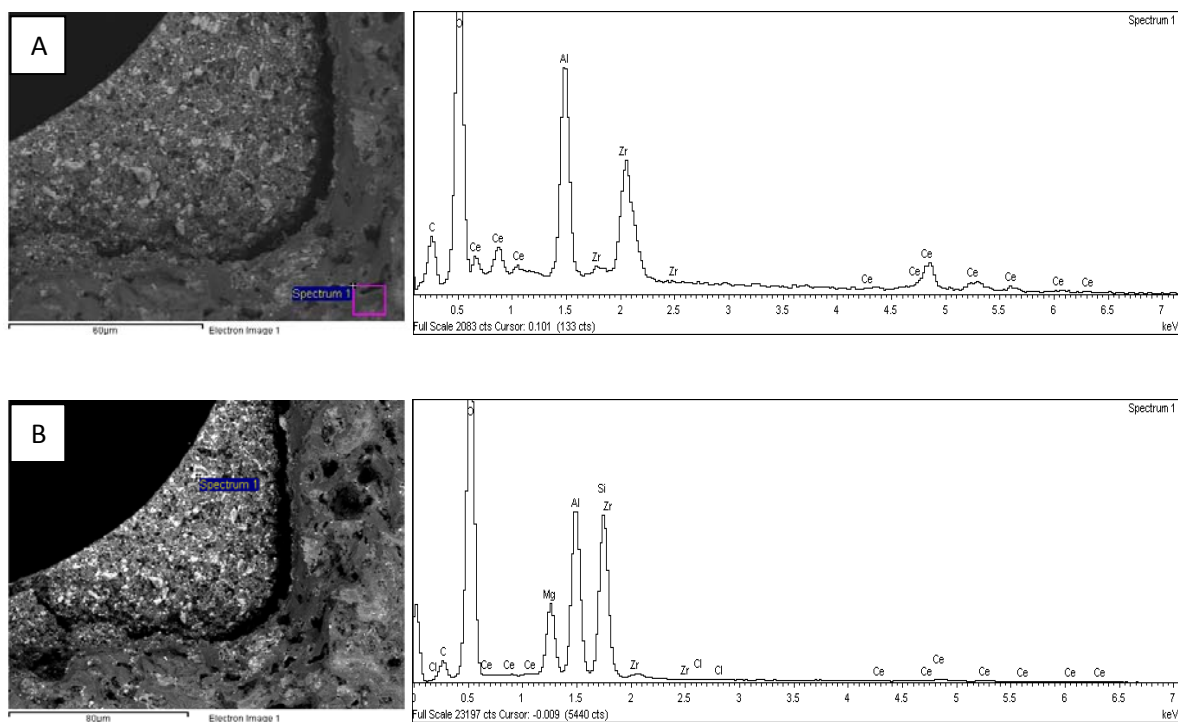 A
Spectrum 1
60µm
Electron Image 1
Spectrum 1
O
Al
Zr
C
Ce
Ce
Ce
Zr
Zr
Ce
Ce
Ce
Ce
Ce
Ce
Ce
0.5
1
1.5
2
2.5
3
3.5
4
4.5
5
5.5
6
6.5
7
Full Scale 2083 cts Cursor: 0.101 (133 cts)
keV
B
Spectrum 1
80µm
Electron Image 1
Spectrum 1
O
Si
Al
Zr
Mg
C
Cl
Ce
Ce
Ce
Zr
Zr
Cl
Cl
Ce
Ce
Ce
Ce
Ce
Ce
Ce
0.5
1
1.5
2
2.5
3
3.5
4
4.5
5
5.5
6
6.5
7
Full Scale 23197 cts Cursor: -0.009 (5440 cts)
keV